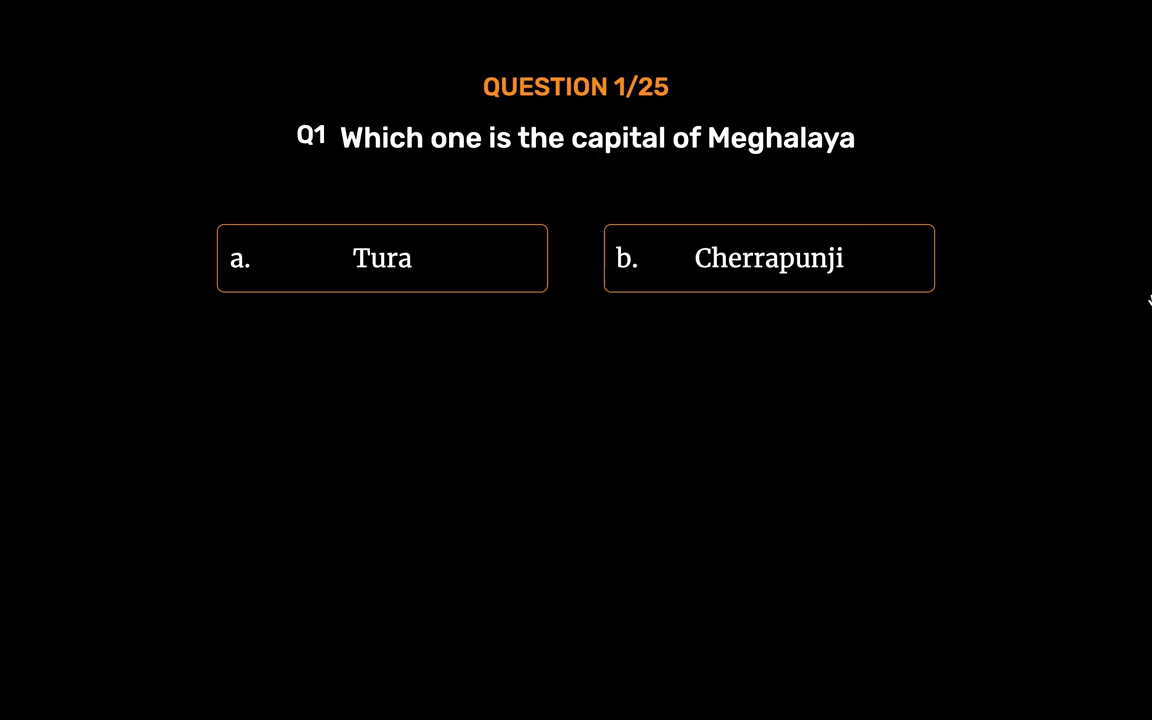 QUESTION 1/25
Q1 Which one is the capital of Meghalaya
a. Tura
b. Cherrapunji